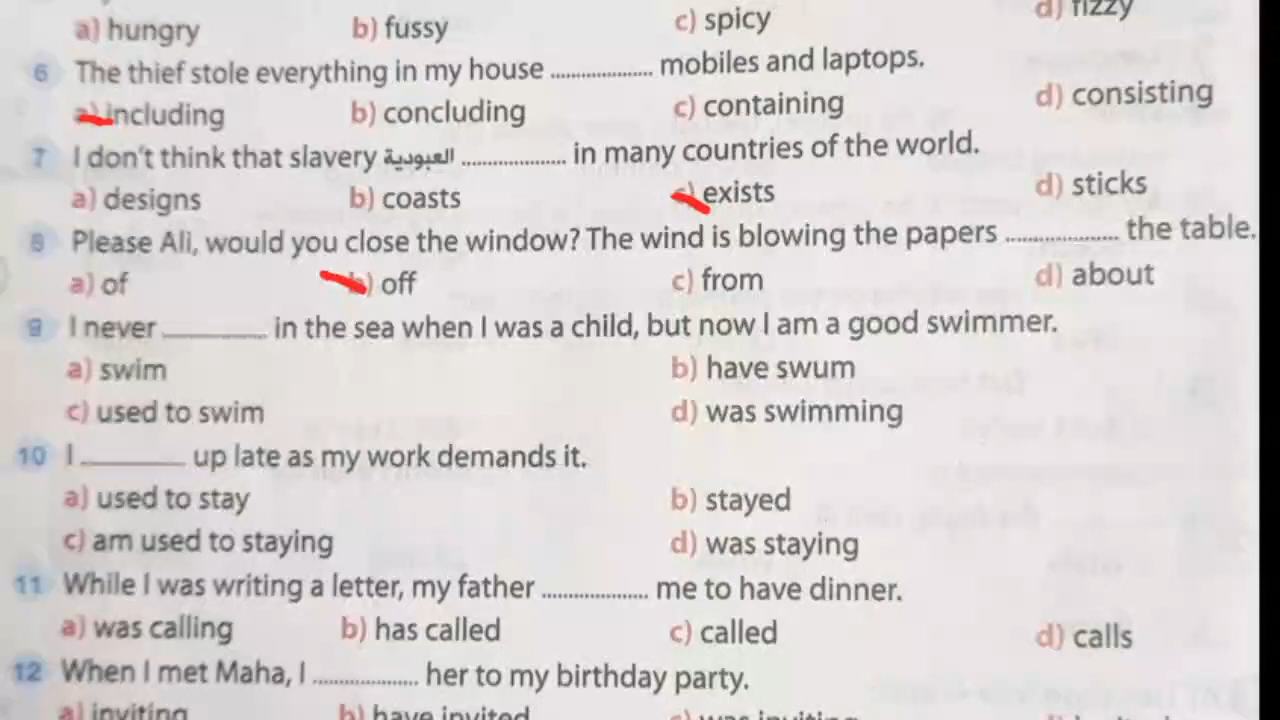 a) hungry b) fussy c) spicy d) fizzy
6 The thief stole everything in my house .................... mobiles and laptops.
a) including b) concluding c) containing d) consisting
7 I don't think that slavery العبودية .................... in many countries of the world.
a) designs b) coasts c) exists d) sticks
8 Please Ali, would you close the window? The wind is blowing the papers .................... the table.
a) of b) off c) from d) about
9 I never __________ in the sea when I was a child, but now I am a good swimmer.
a) swim b) have swum
c) used to swim d) was swimming
10 I __________ up late as my work demands it.
a) used to stay b) stayed
c) am used to staying d) was staying
11 While I was writing a letter, my father .................... me to have dinner.
a) was calling b) has called c) called d) calls
12 When I met Maha, I .................... her to my birthday party.
a) inviting b) have invited c) was inviting